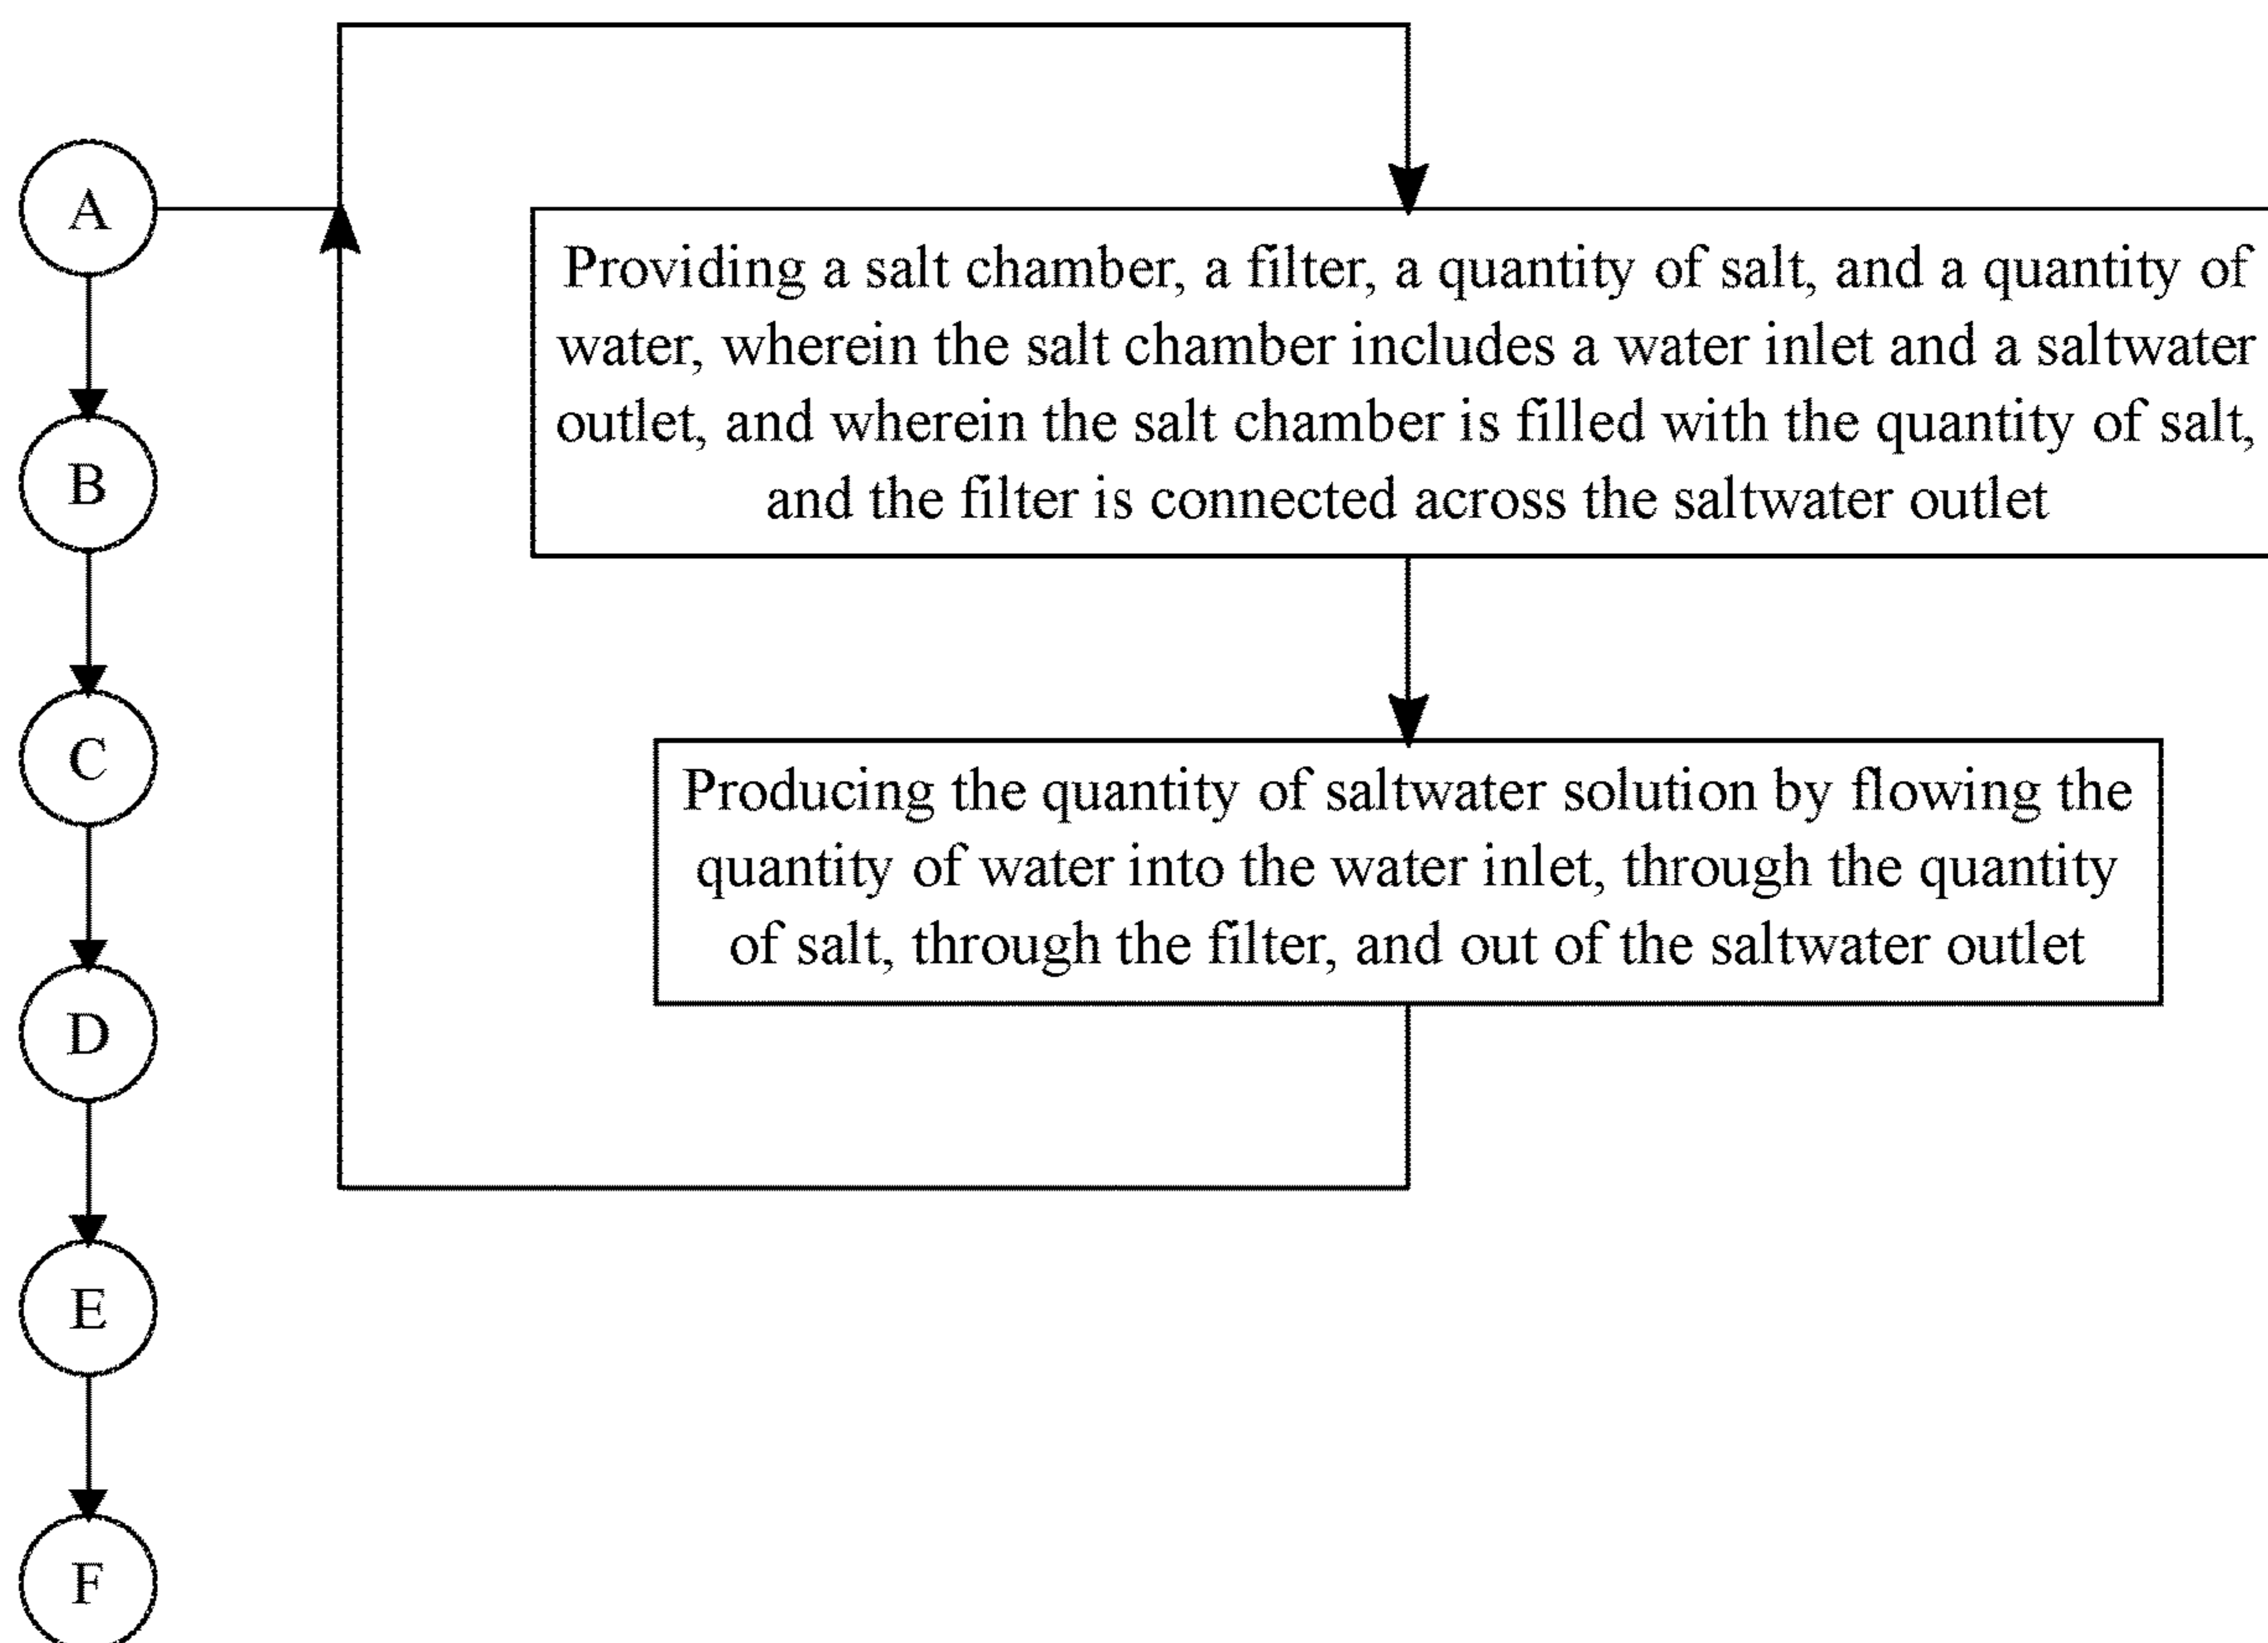 A
Providing a salt chamber, a filter, a quantity of salt, and a quantity of
water, wherein the salt chamber includes a water inlet and a saltwater
outlet, and wherein the salt chamber is filled with the quantity of salt,
and the filter is connected across the saltwater outlet
B
C
Producing the quantity of saltwater solution by flowing the
quantity of water into the water inlet, through the quantity
of salt, through the filter, and out of the saltwater outlet
D
E
F